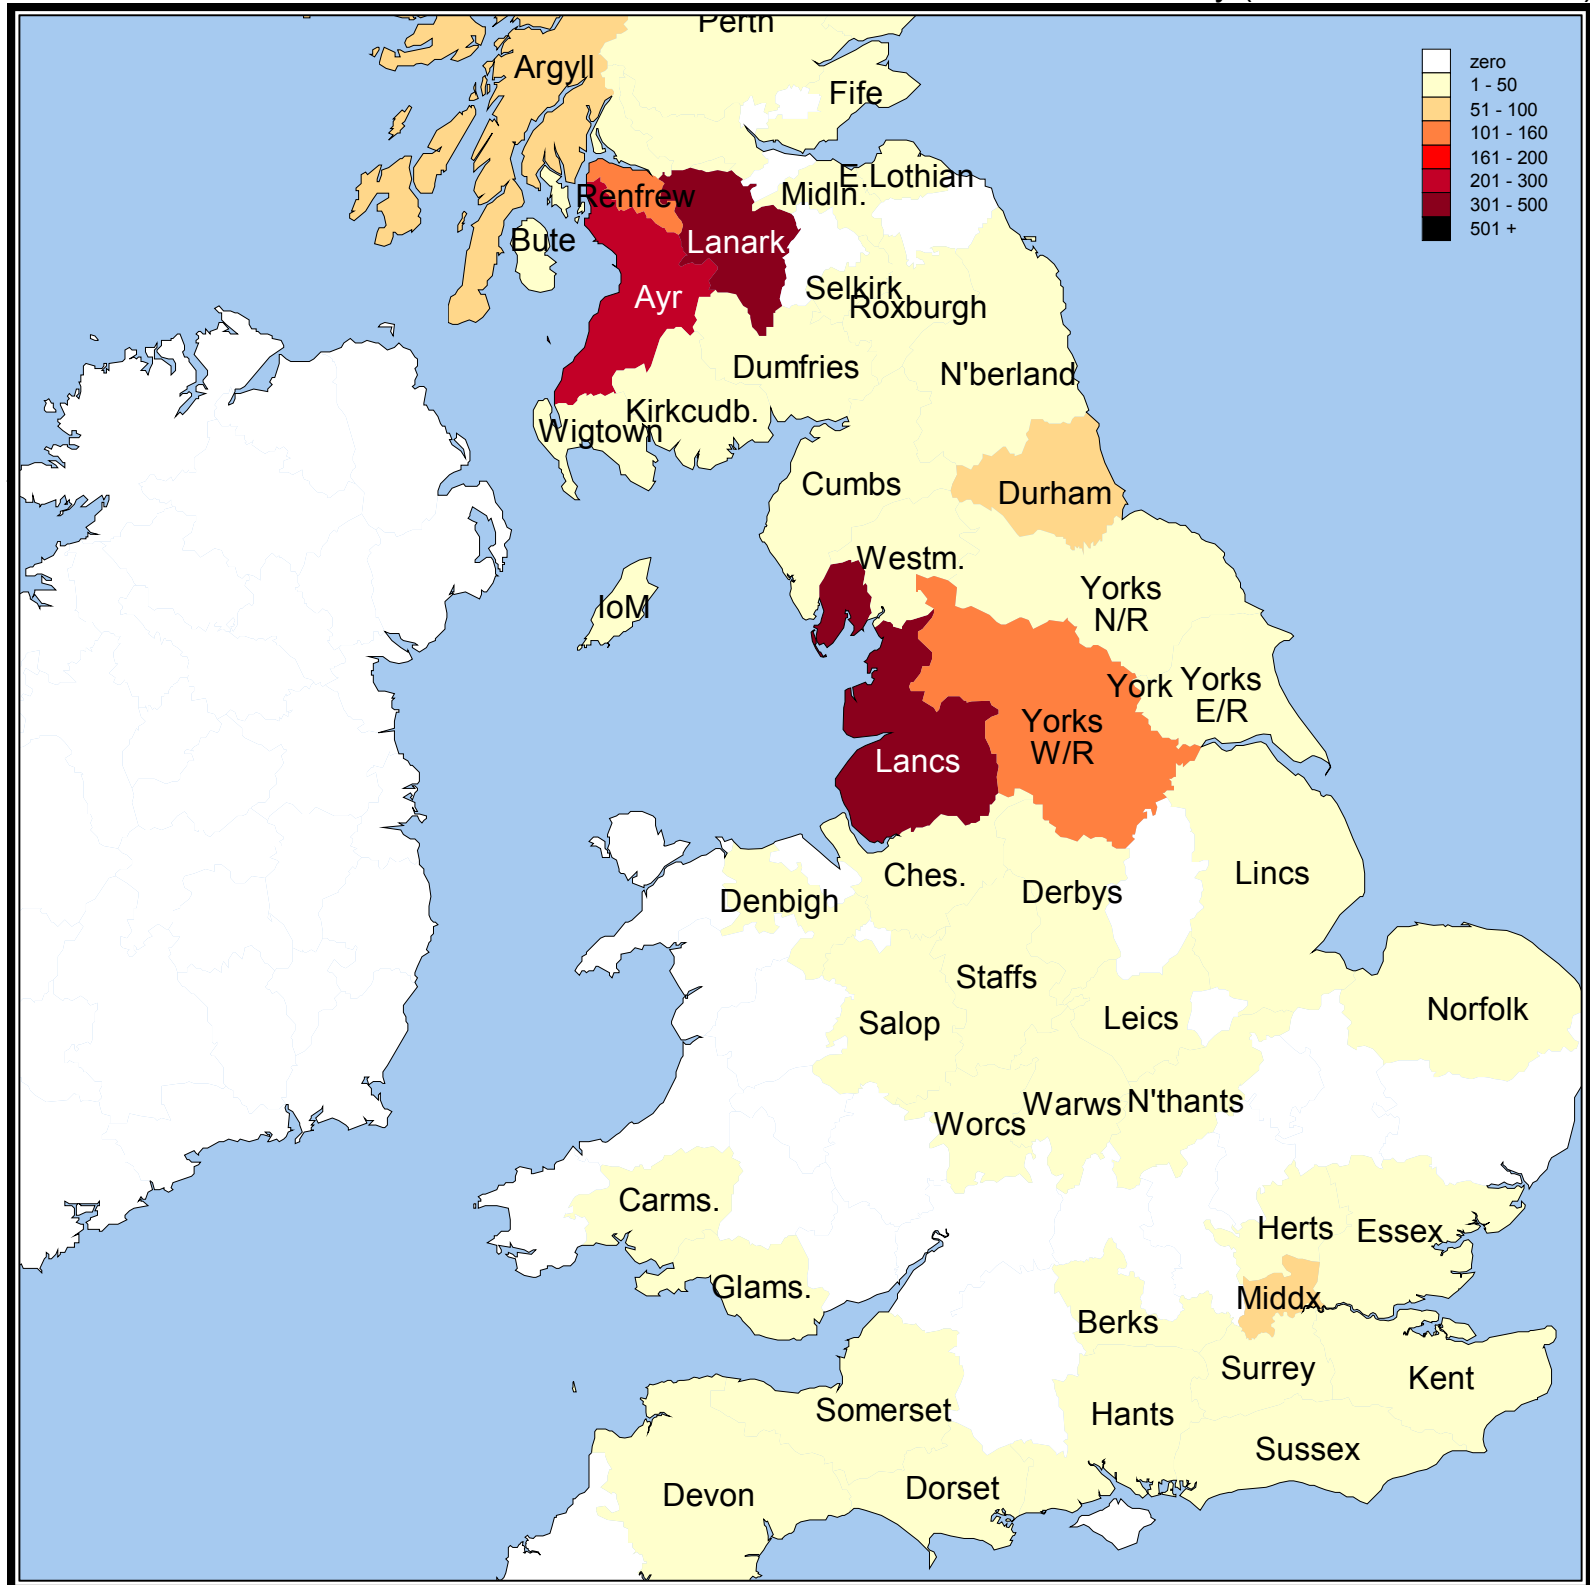 Perth
zero
1 - 50
51 - 100
101 - 160
161 - 200
201 - 300
301 - 500
501 +
Argyll
Fife
E.Lothian
Midln.
Renfrew
Bute
Lanark
Selkirk
Ayr
Roxburgh
Dumfries
N'berland
Kirkcudb.
Wigtown
Cumbs
Durham
Westm.
IoM
Yorks
N/R
York
Yorks
E/R
Yorks
W/R
Lancs
Ches.
Derbys
Lincs
Denbigh
Staffs
Salop
Leics
Norfolk
Worcs
Warws
N'thants
Carms.
Herts
Essex
Glams.
Middx
Berks
Surrey
Kent
Somerset
Hants
Sussex
Devon
Dorset